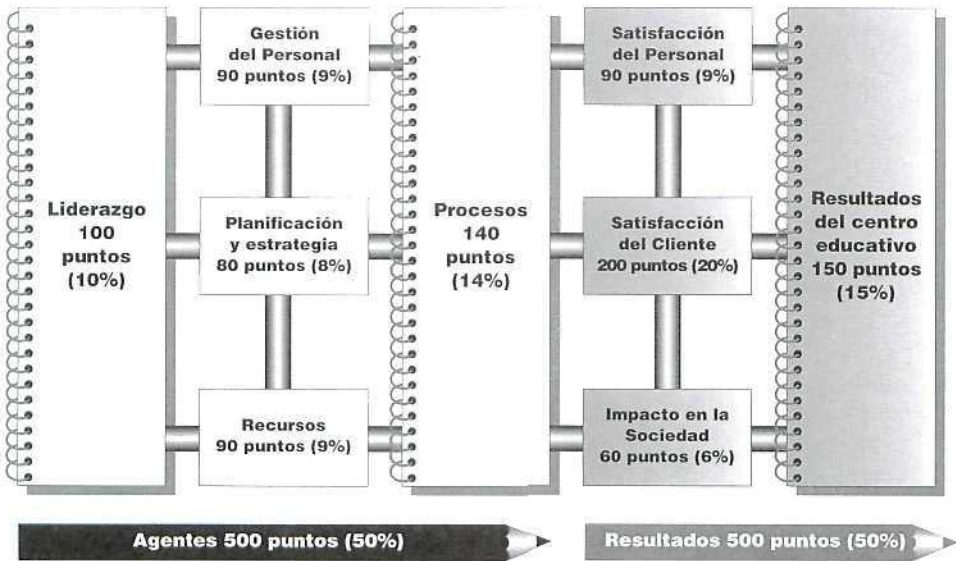 Liderazgo
100
puntos
(10%)
Gestión
del Personal
90 puntos (9%)
Planificación
y estrategia
80 puntos (8%)
Recursos
90 puntos (9%)
Procesos
140
puntos
(14%)
Satisfacción
del Personal
90 puntos (9%)
Satisfacción
del Cliente
200 puntos (20%)
Impacto en la
Sociedad
60 puntos (6%)
Resultados
del centro
educativo
150 puntos
(15%)
Agentes 500 puntos (50%)
Resultados 500 puntos (50%)